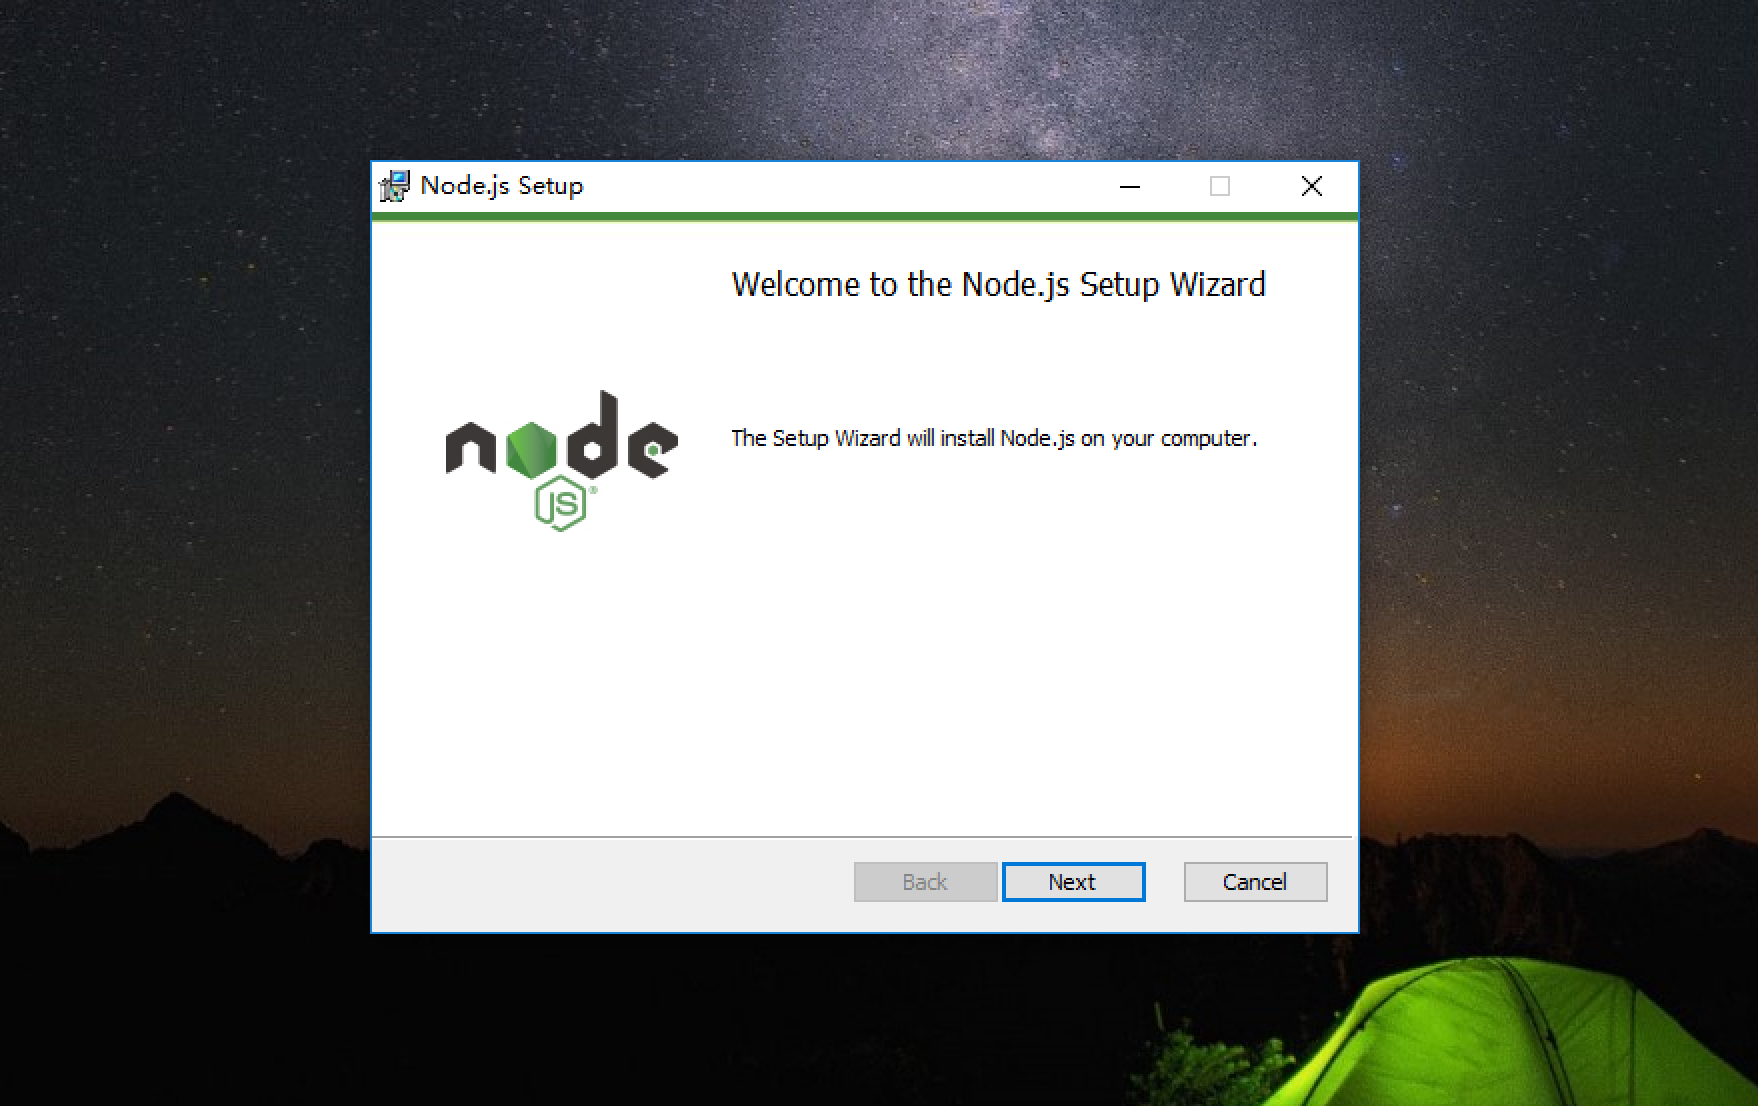 Node.js Setup
Welcome to the Node.js Setup Wizard
node
JS®
The Setup Wizard will install Node.js on your computer.
Back
Next
Cancel